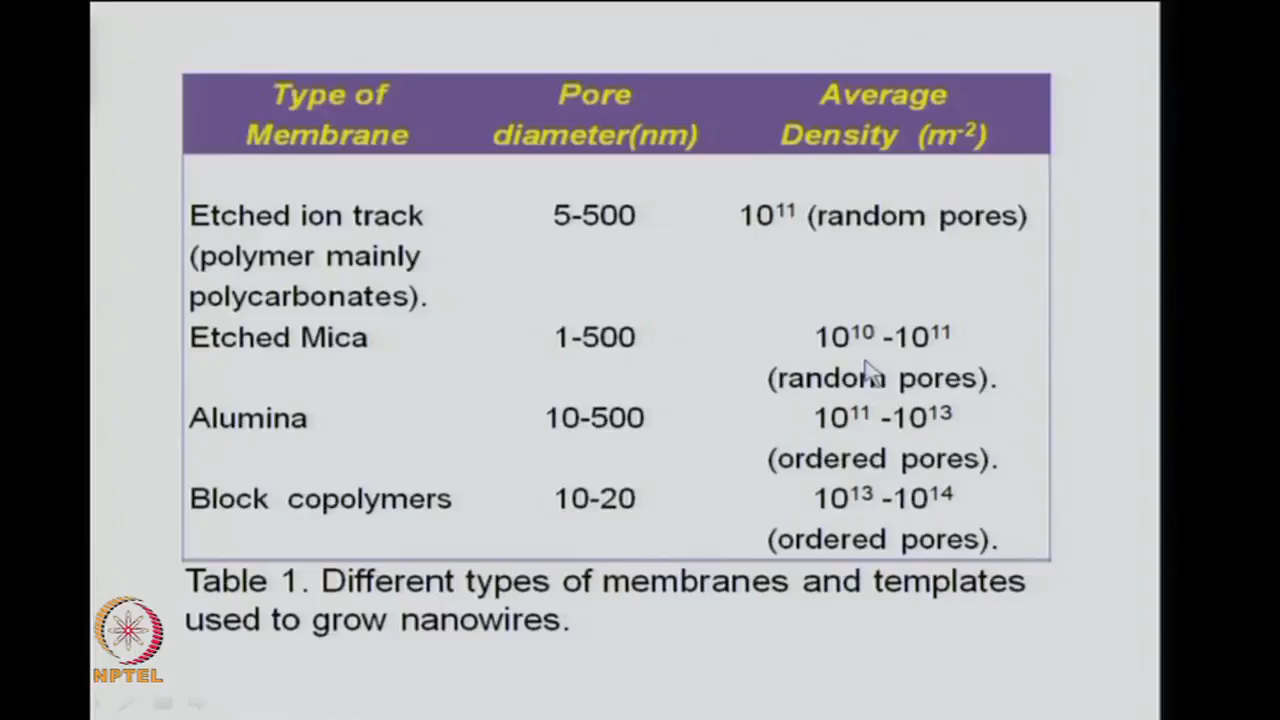 Type of Membrane Pore diameter(nm) Average Density (m⁻²)
Etched ion track 5-500 10¹¹ (random pores)
(polymer mainly
polycarbonates).
Etched Mica 1-500 10¹⁰ -10¹¹
(random pores).
Alumina 10-500 10¹¹ -10¹³
(ordered pores).
Block copolymers 10-20 10¹³ -10¹⁴
(ordered pores).
Table 1. Different types of membranes and templates
used to grow nanowires.
NPTEL